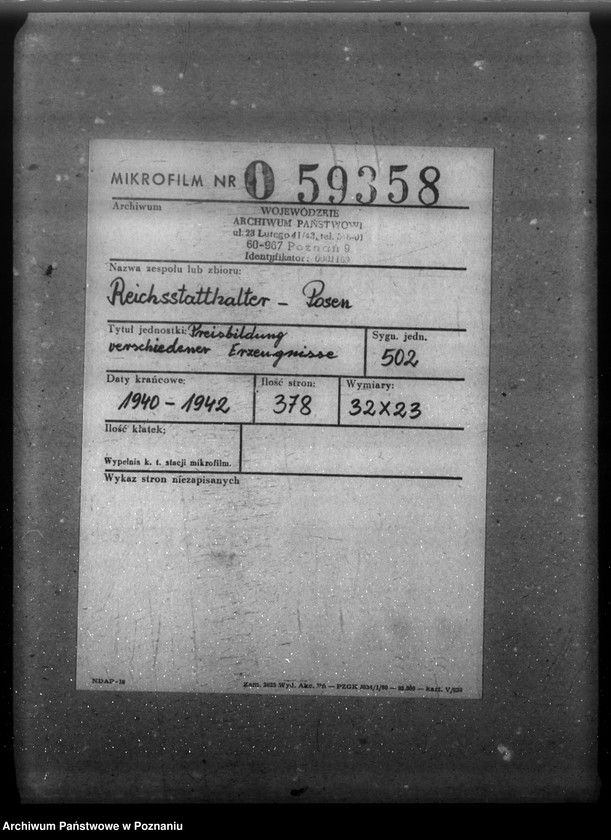 MIKROFILM NR 0 59358
Archiwum
WOJEWÓDZKIE
ARCHIWUM PAŃSTWOWE
ul. 23 Lutego 41/43, tel.
60-967 Poznań 9
Identyfikator:
Nazwa zespołu lub zbioru:
Reichsstatthalter – Posen
Tytuł jednostki: Preisbildung
verschiedener Erzeugnisse
Sygn. jedn.
502
Daty krańcowe:
1940 – 1942
Ilość stron:
378
Wymiary:
32x23
Ilość klatek:
Wypełnia k. t. stacji mikrofilm.
Wykaz stron niezapisanych
NDAP-18
Archiwum Państwowe w Poznaniu